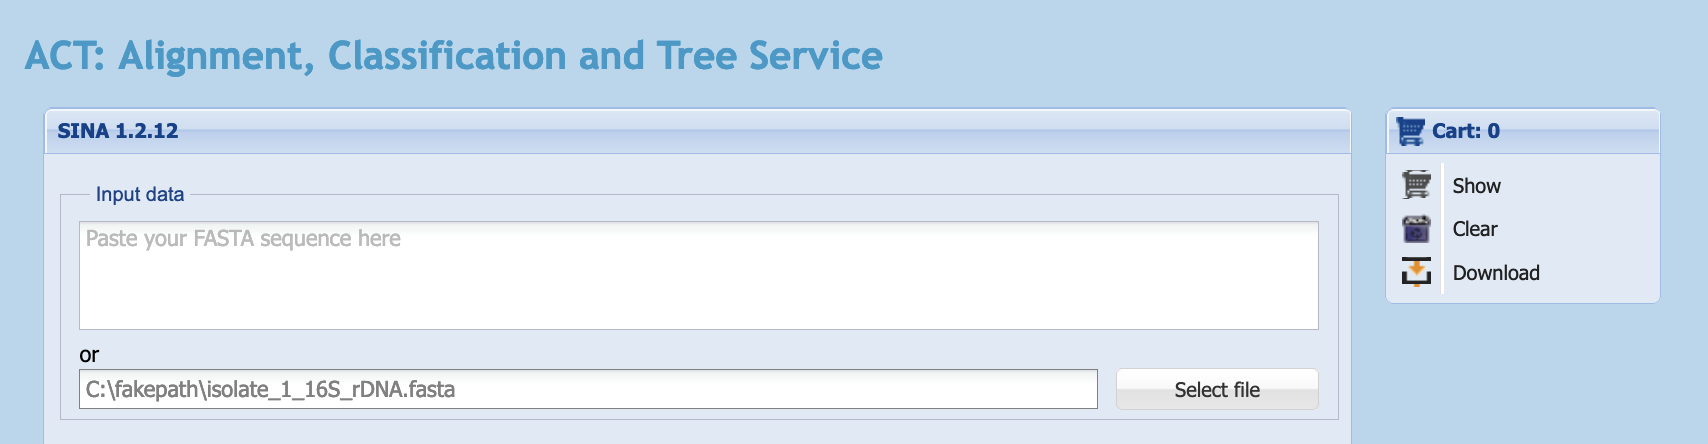 ACT: Alignment, Classification and Tree Service
SINA 1.2.12
Input data
Paste your FASTA sequence here
or
C:\fakepath\isolate_1_16S_rDNA.fasta
Select file
Cart: 0
Show
Clear
Download